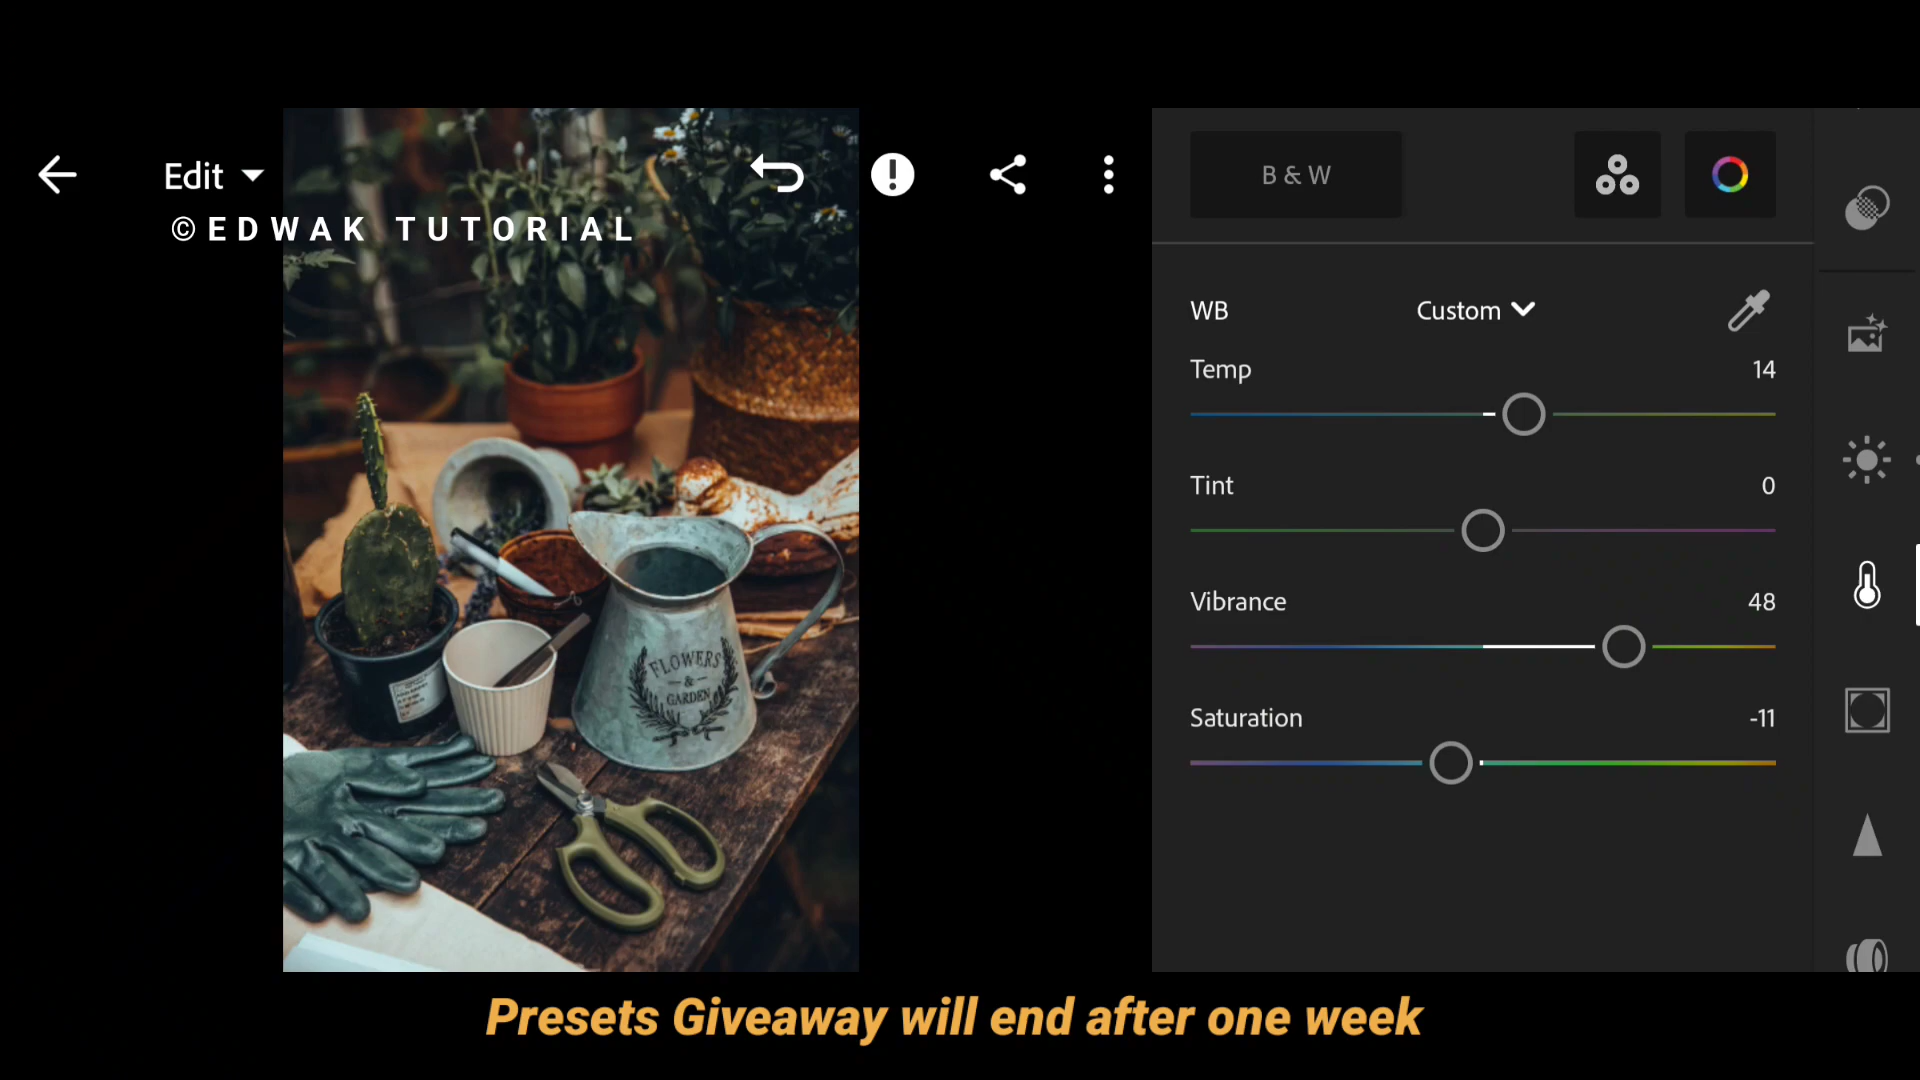 Edit
©EDWAK TUTORIAL
B & W
WB
Custom
Temp
14
Tint
0
Vibrance
48
Saturation
-11
FLOWERS
&
GARDEN
Presets Giveaway will end after one week